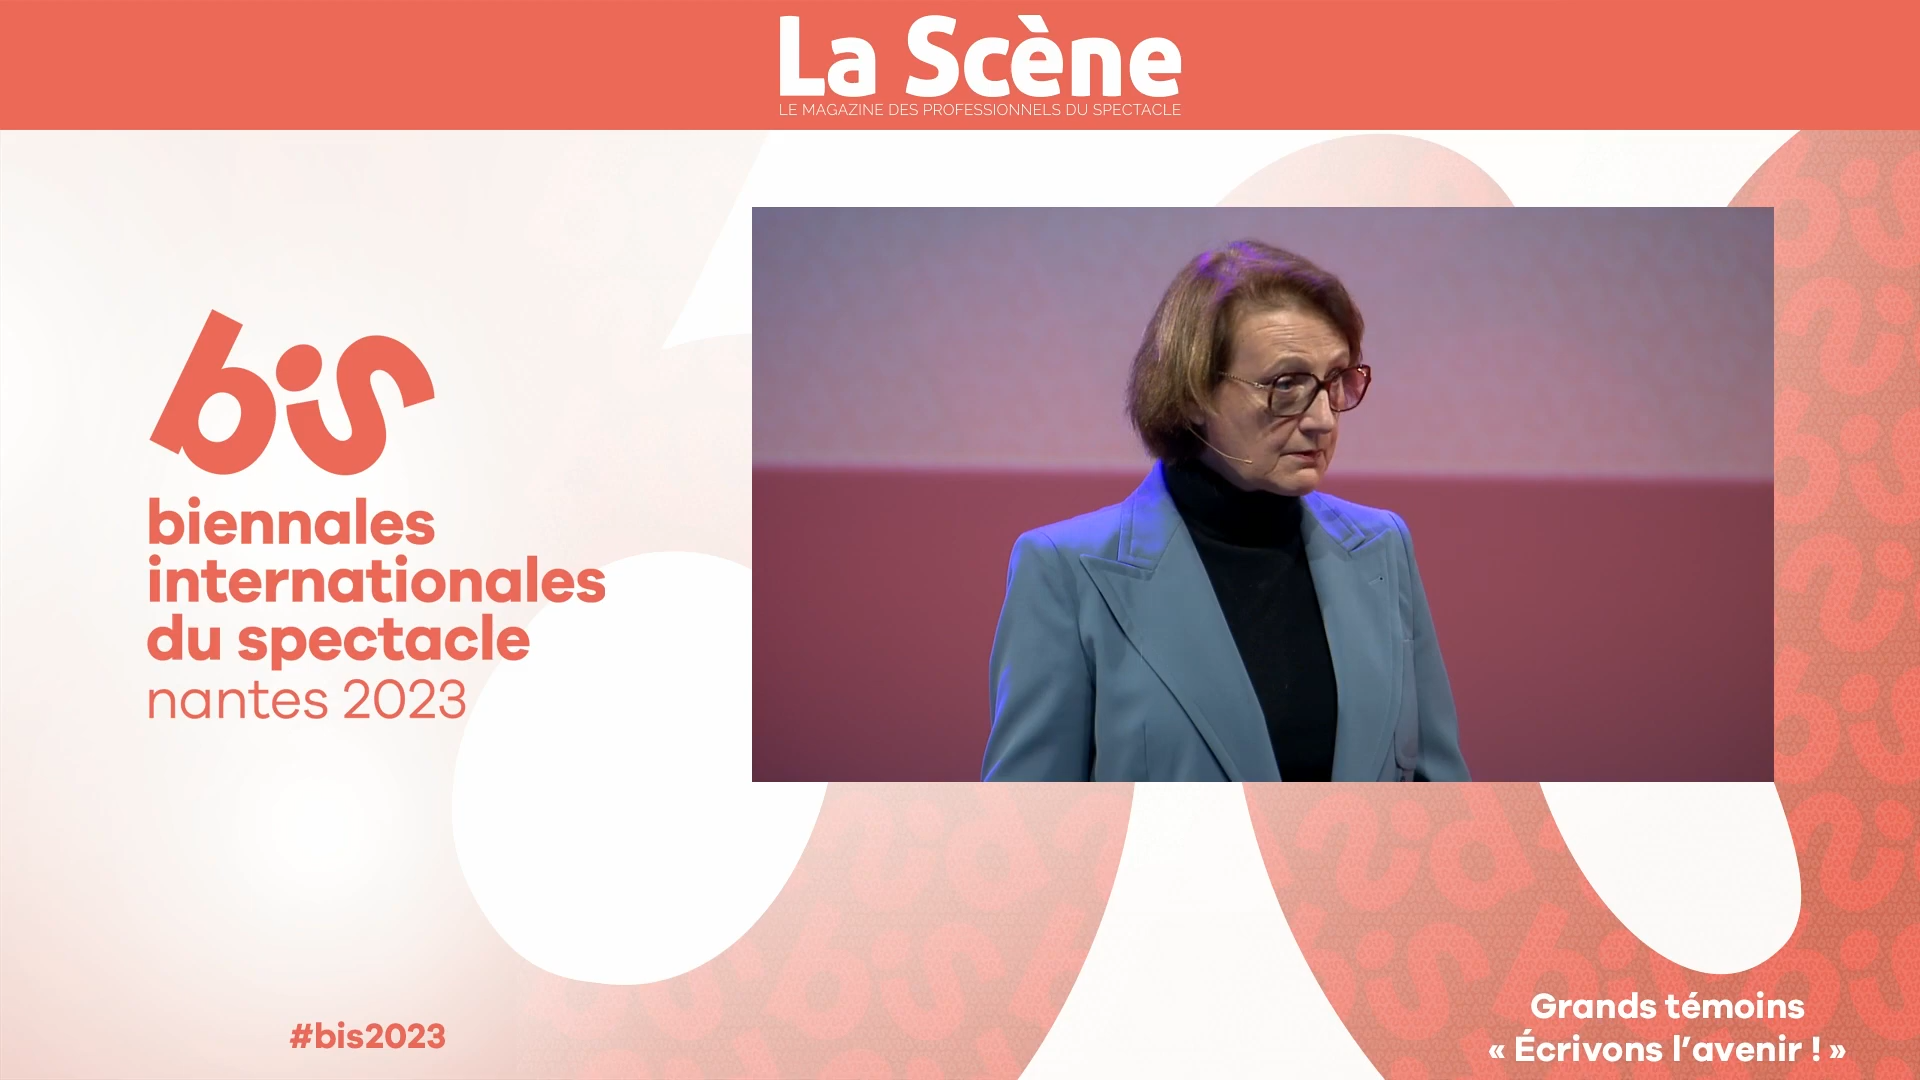 La Scène
LE MAGAZINE DES PROFESSIONNELS DU SPECTACLE
bis
biennales
internationales
du spectacle
nantes 2023
#bis2023
Grands témoins
« Écrivons l’avenir ! »